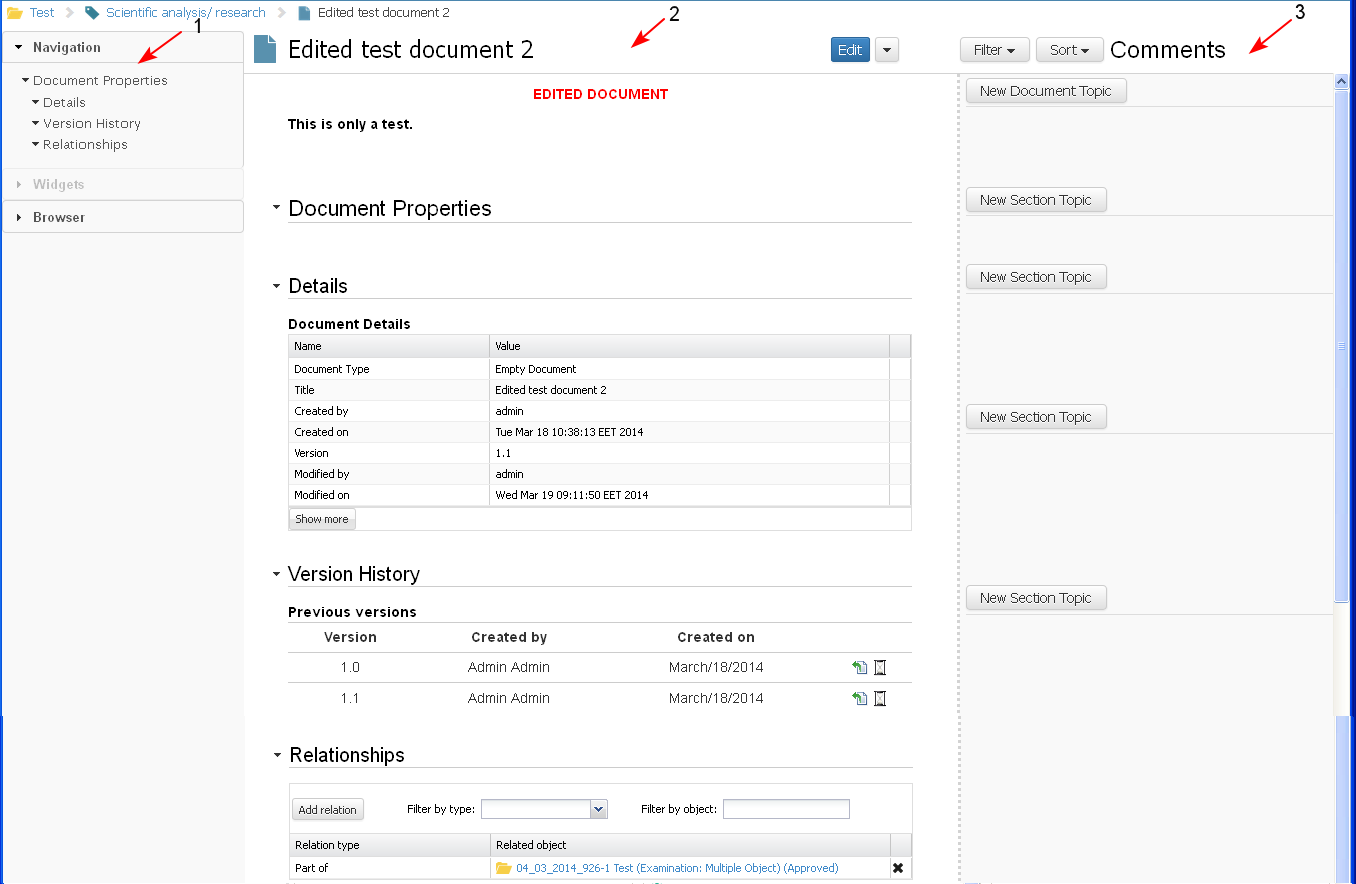 Test Scientific analysis/ research Edited test document 2
1
2
3
Navigation
Document Properties
Details
Version History
Relationships
Widgets
Browser
Edited test document 2
Edit
EDITED DOCUMENT
This is only a test.
Document Properties
Details
Document Details
Name Value
Document Type Empty Document
Title Edited test document 2
Created by admin
Created on Tue Mar 18 10:38:13 EET 2014
Version 1.1
Modified by admin
Modified on Wed Mar 19 09:11:50 EET 2014
Show more
Version History
Previous versions
Version Created by Created on
1.0 Admin Admin March/18/2014
1.1 Admin Admin March/18/2014
Relationships
Add relation Filter by type: Filter by object:
Relation type Related object
Part of 04_03_2014_926-1 Test (Examination: Multiple Object) (Approved)
Filter Sort Comments
New Document Topic
New Section Topic
New Section Topic
New Section Topic
New Section Topic